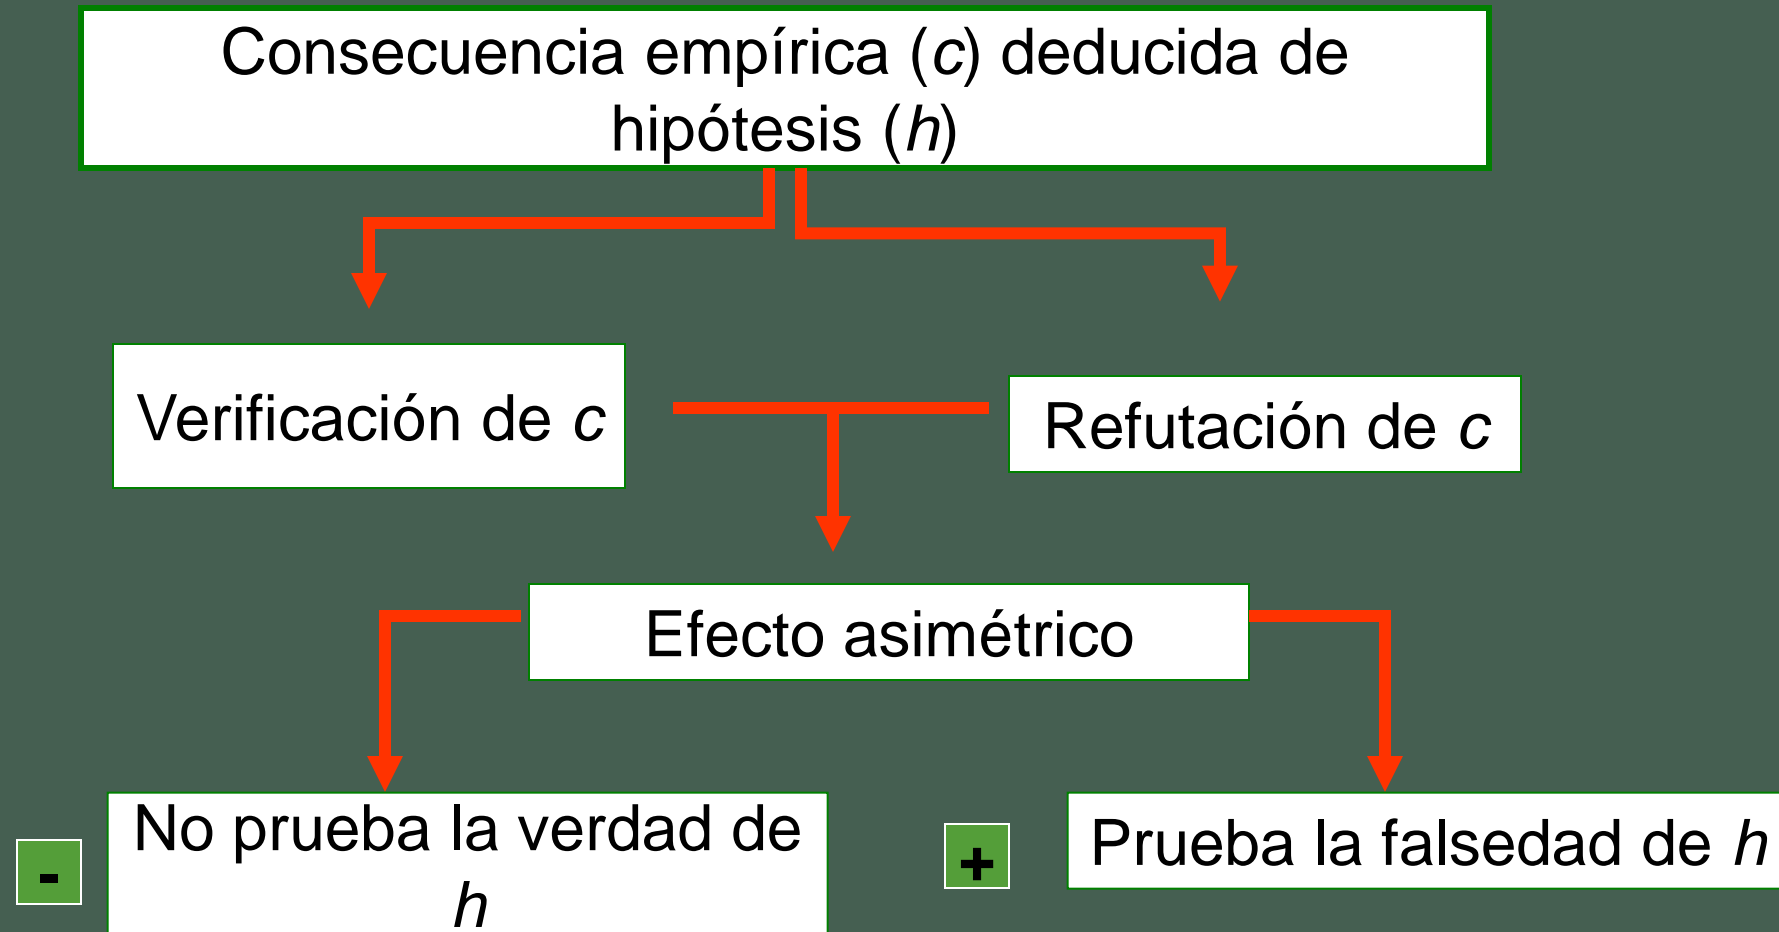 Consecuencia empírica (c) deducida de
hipótesis (h)
Verificación de c
Refutación de c
Efecto asimétrico
No prueba la verdad de
h
-
+
Prueba la falsedad de h